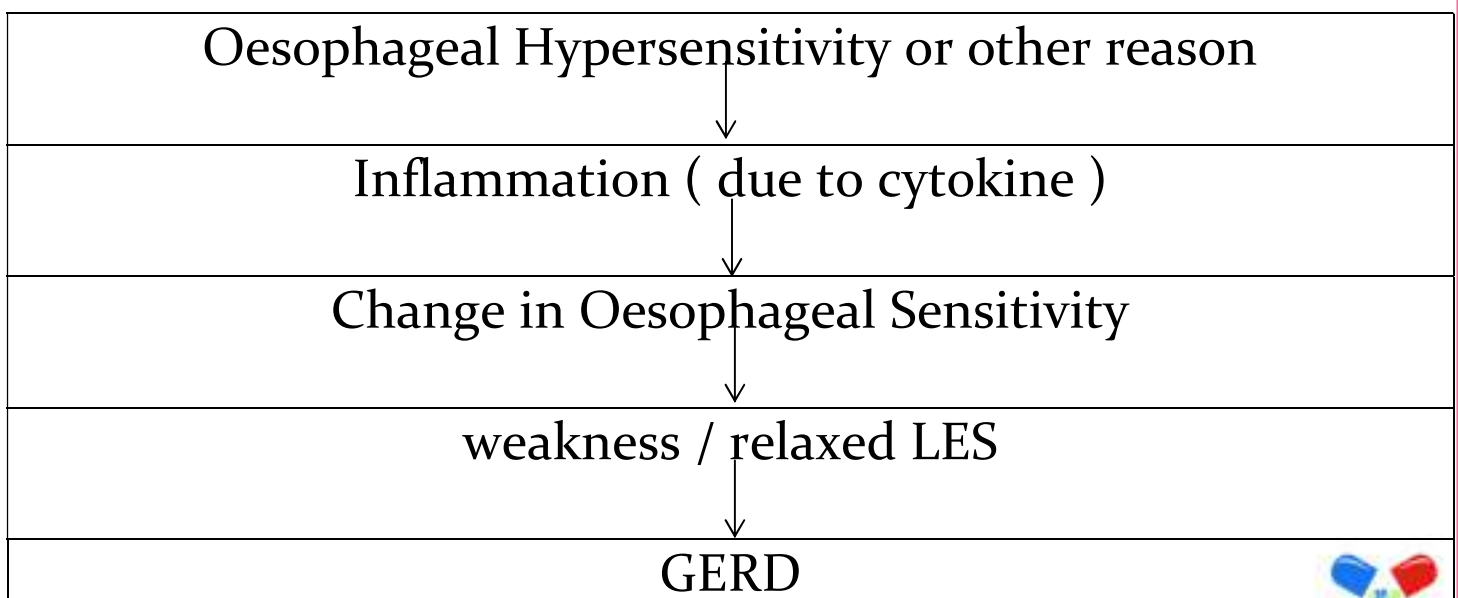 Oesophageal Hypersensitivity or other reason
Inflammation ( due to cytokine )
Change in Oesophageal Sensitivity
weakness / relaxed LES
GERD